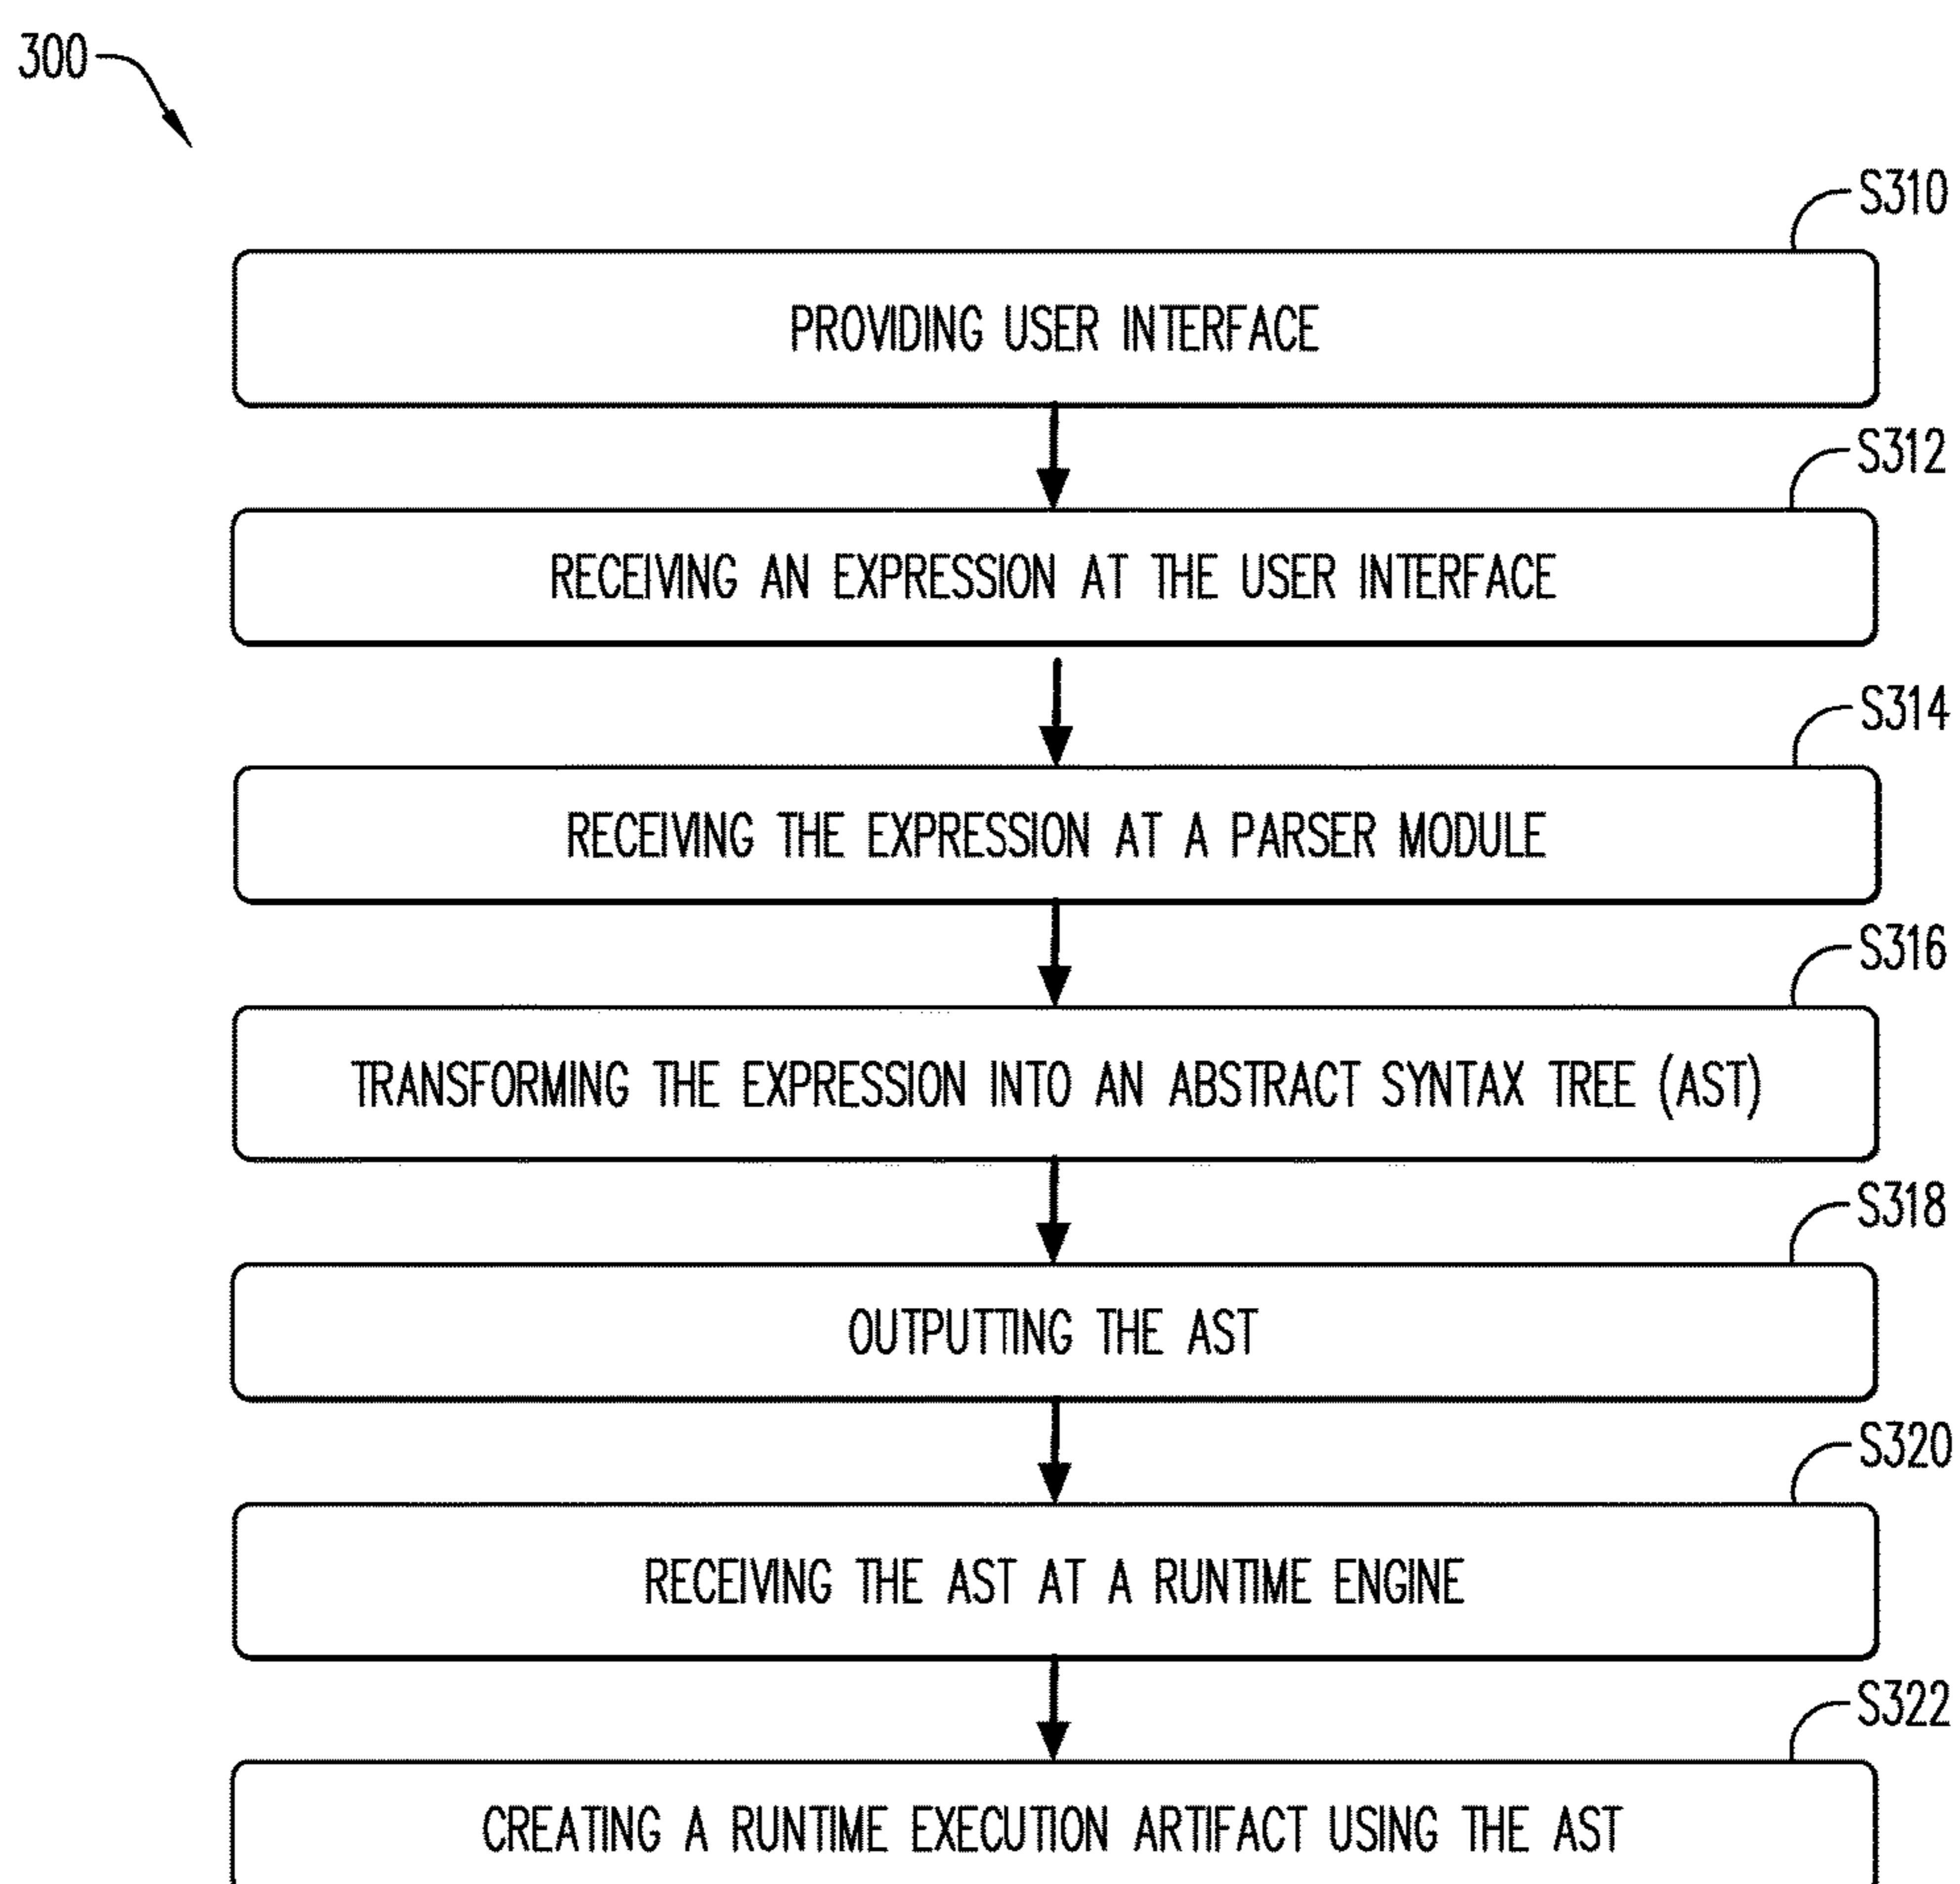 300
S310
PROVIDING USER INTERFACE
S312
RECEIVING AN EXPRESSION AT THE USER INTERFACE
S314
RECEIVING THE EXPRESSION AT A PARSER MODULE
S316
TRANSFORMING THE EXPRESSION INTO AN ABSTRACT SYNTAX TREE (AST)
S318
OUTPUTTING THE AST
S320
RECEIVING THE AST AT A RUNTIME ENGINE
S322
CREATING A RUNTIME EXECUTION ARTIFACT USING THE AST